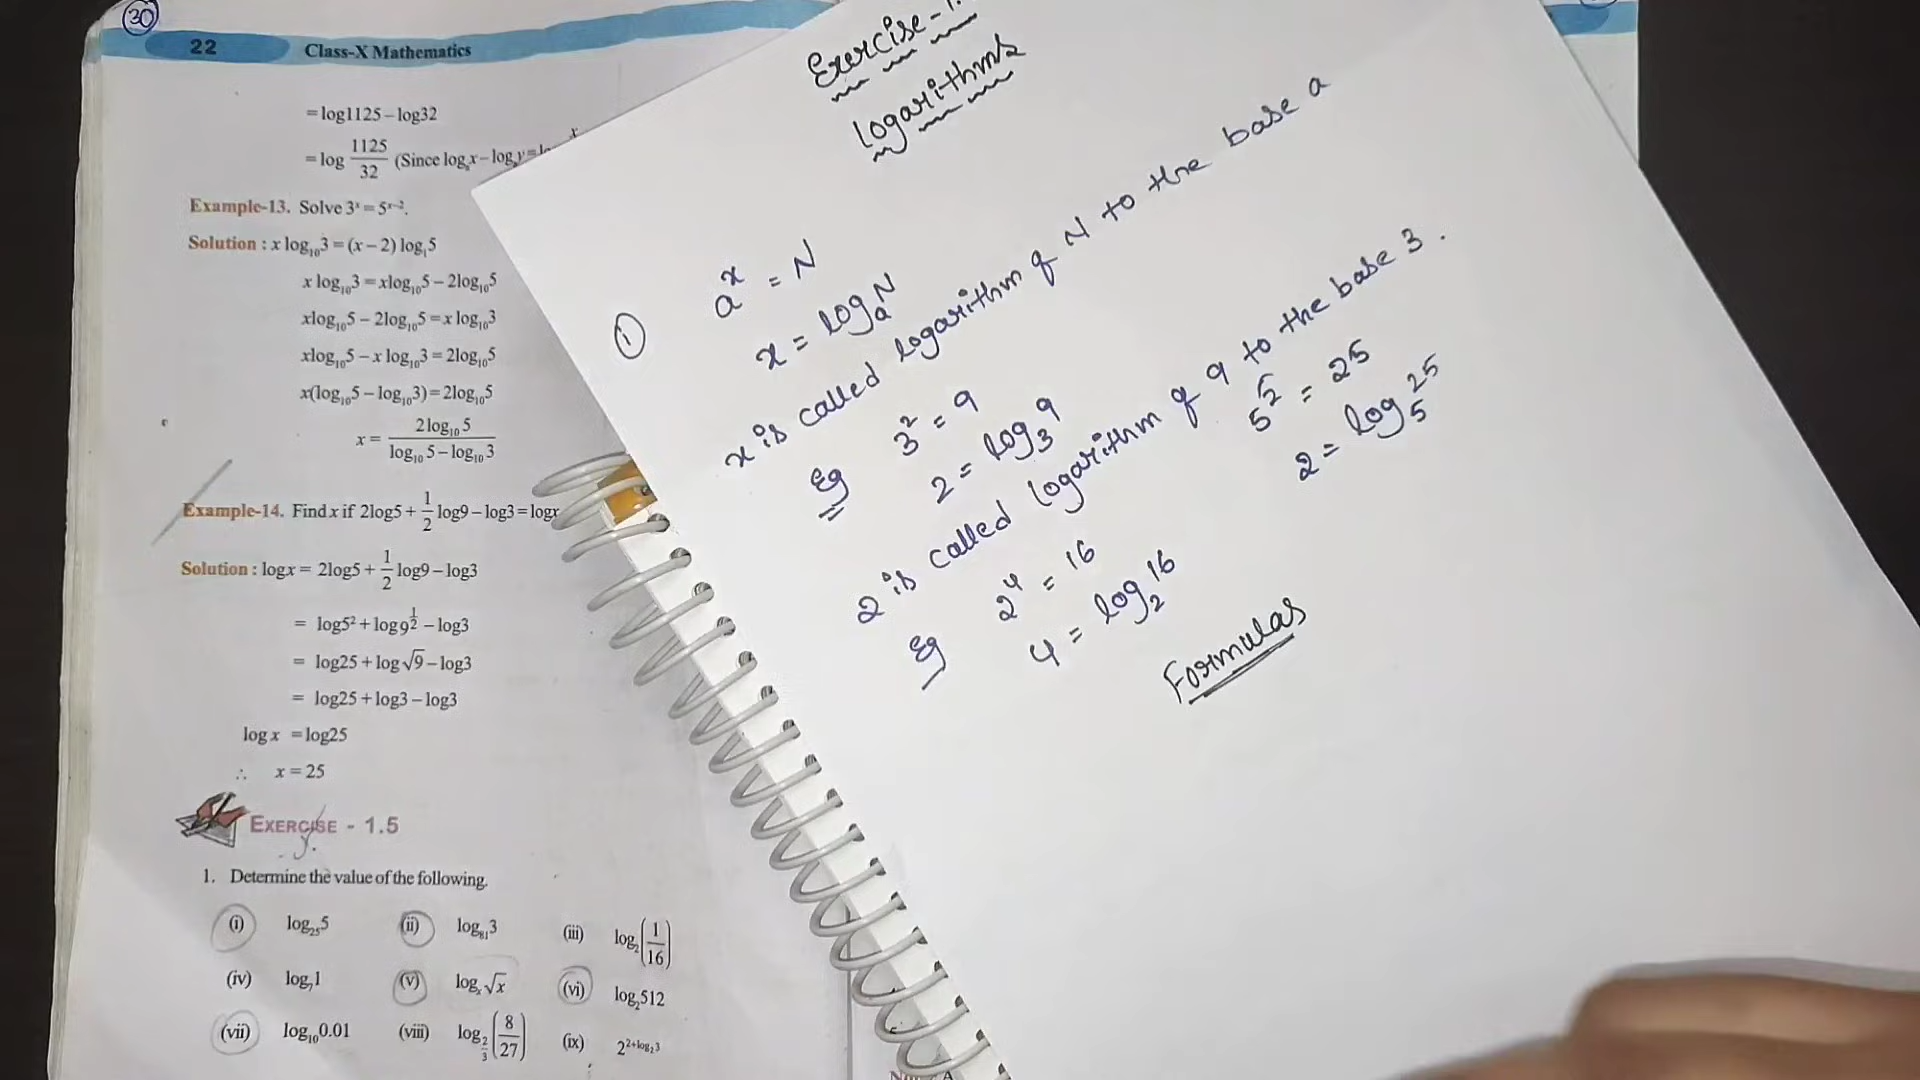 30
22 Class-X Mathematics
= log1125 – log32
= log 1125/32 (Since logₐx – logₐy =
Example-13. Solve 3ˣ = 5ˣ⁻².
Solution : x log₁₀3 = (x – 2) log₁5
x log₁₀3 = xlog₁₀5 – 2log₁₀5
xlog₁₀5 – 2log₁₀5 = x log₁₀3
xlog₁₀5 – x log₁₀3 = 2log₁₀5
x(log₁₀5 – log₁₀3) = 2log₁₀5
x = 2log₁₀5 / log₁₀5 – log₁₀3
Example-14. Find x if 2log5 + 1/2 log9 – log3 = logx
Solution : logx = 2log5 + 1/2 log9 – log3
= log5² + log9^(1/2) – log3
= log25 + log√9 – log3
= log25 + log3 – log3
log x = log25
∴ x = 25
EXERCISE - 1.5
1. Determine the value of the following.
(i) log₂₅5 (ii) log₈₁3 (iii) log₂(1/16)
(iv) log₇1 (v) logₓ√x (vi) log₂512
(vii) log₁₀0.01 (viii) log_(2/3)(8/27) (ix) 2^(2+log₂3)
Exercise - 1.
Logarithms
① aˣ = N
x = logₐN
x is called logarithm of N to the base a
Eg 3² = 9
2 = log₃9
2 is called logarithm of 9 to the base 3.
5² = 25
2 = log₅25
Eg 2⁴ = 16
4 = log₂16
Formulas